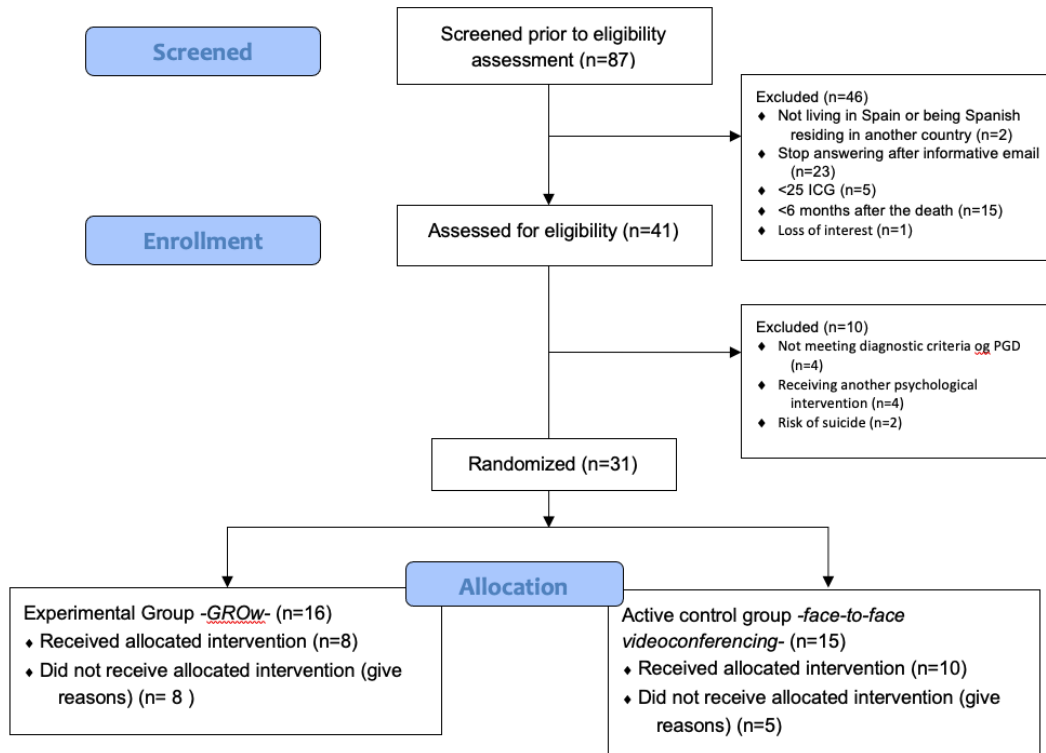 Screened
Screened prior to eligibility
assessment (n=87)
Excluded (n=46)
♦ Not living in Spain or being Spanish
residing in another country (n=2)
♦ Stop answering after informative email
(n=23)
♦ <25 ICG (n=5)
♦ <6 months after the death (n=15)
♦ Loss of interest (n=1)
Enrollment
Assessed for eligibility (n=41)
Excluded (n=10)
♦ Not meeting diagnostic criteria og PGD
(n=4)
♦ Receiving another psychological
intervention (n=4)
♦ Risk of suicide (n=2)
Randomized (n=31)
Allocation
Experimental Group -GROw- (n=16)
♦ Received allocated intervention (n=8)
♦ Did not receive allocated intervention (give
reasons) (n= 8 )
Active control group -face-to-face
videoconferencing- (n=15)
♦ Received allocated intervention (n=10)
♦ Did not receive allocated intervention (give
reasons) (n=5)